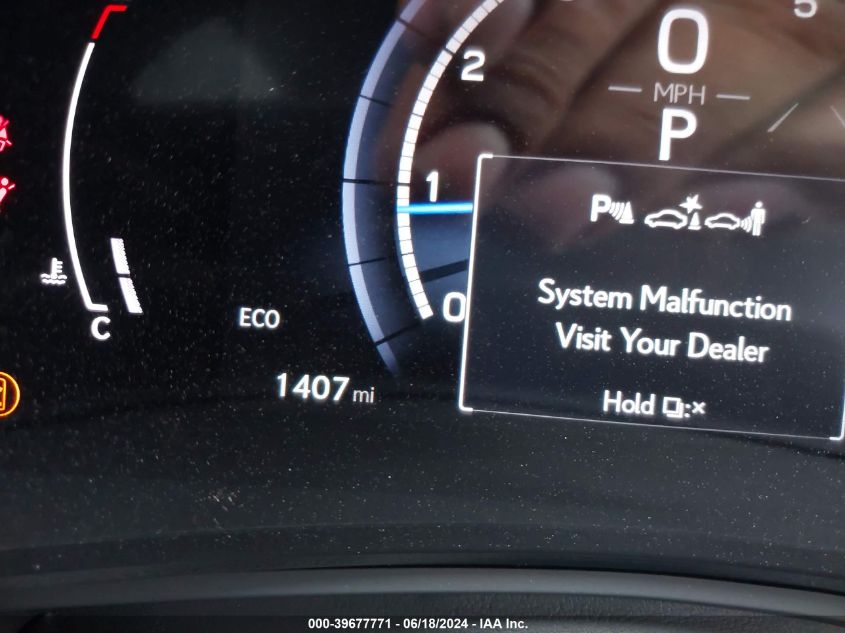 5
0
2
MPH
P
1
P
System Malfunction
Visit Your Dealer
0
ECO
C
1407 mi
Hold :×
000-39677771 - 06/18/2024 - IAA Inc.